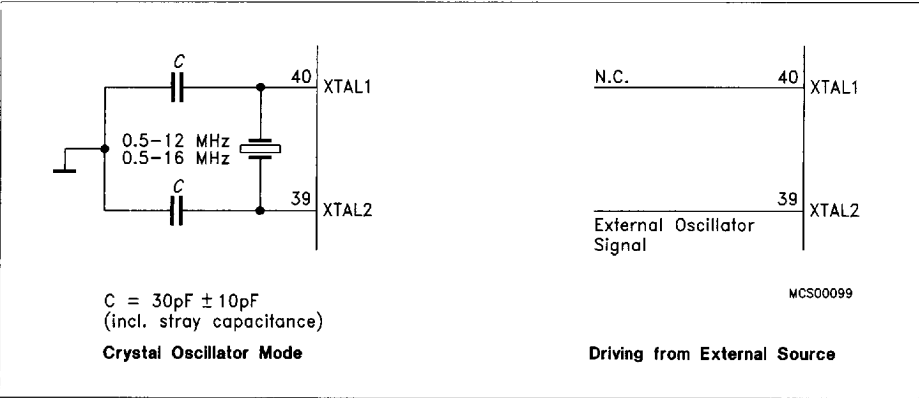 C
40 XTAL1
0.5–12 MHz
0.5–16 MHz
C
39 XTAL2
C = 30pF ± 10pF
(incl. stray capacitance)
Crystal Oscillator Mode
N.C. 40 XTAL1
39 XTAL2
External Oscillator
Signal
MCS00099
Driving from External Source